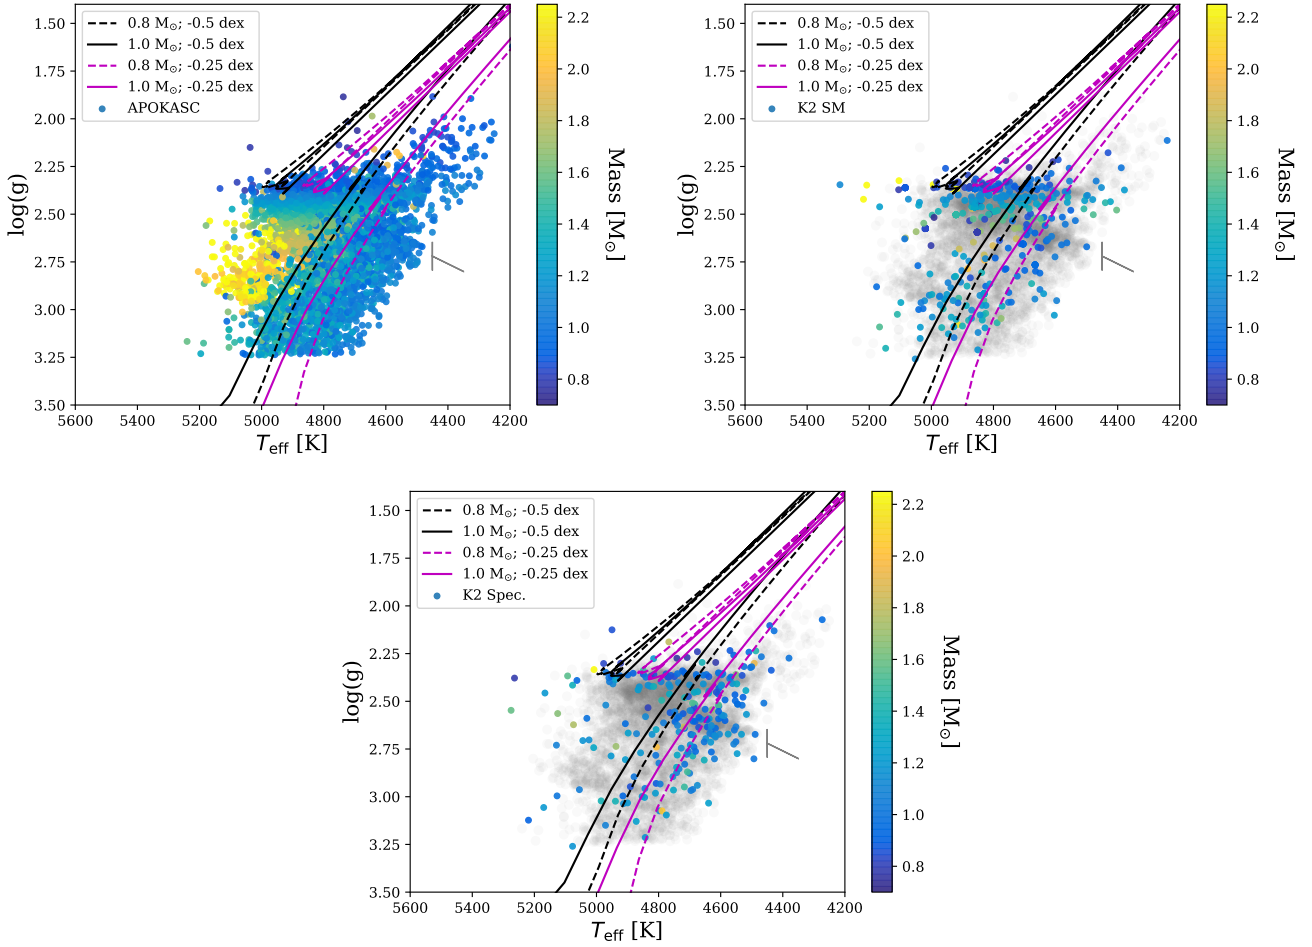 0.8 M⊙; -0.5 dex
1.0 M⊙; -0.5 dex
0.8 M⊙; -0.25 dex
1.0 M⊙; -0.25 dex
APOKASC
1.50
1.75
2.00
2.25
2.50
2.75
3.00
3.25
3.50
log(g)
5600 5400 5200 5000 4800 4600 4400 4200
Teff [K]
2.2
2.0
1.8
1.6
1.4
1.2
1.0
0.8
Mass [M⊙]
0.8 M⊙; -0.5 dex
1.0 M⊙; -0.5 dex
0.8 M⊙; -0.25 dex
1.0 M⊙; -0.25 dex
K2 SM
1.50
1.75
2.00
2.25
2.50
2.75
3.00
3.25
3.50
log(g)
5600 5400 5200 5000 4800 4600 4400 4200
Teff [K]
2.2
2.0
1.8
1.6
1.4
1.2
1.0
0.8
Mass [M⊙]
0.8 M⊙; -0.5 dex
1.0 M⊙; -0.5 dex
0.8 M⊙; -0.25 dex
1.0 M⊙; -0.25 dex
K2 Spec.
1.50
1.75
2.00
2.25
2.50
2.75
3.00
3.25
3.50
log(g)
5600 5400 5200 5000 4800 4600 4400 4200
Teff [K]
2.2
2.0
1.8
1.6
1.4
1.2
1.0
0.8
Mass [M⊙]